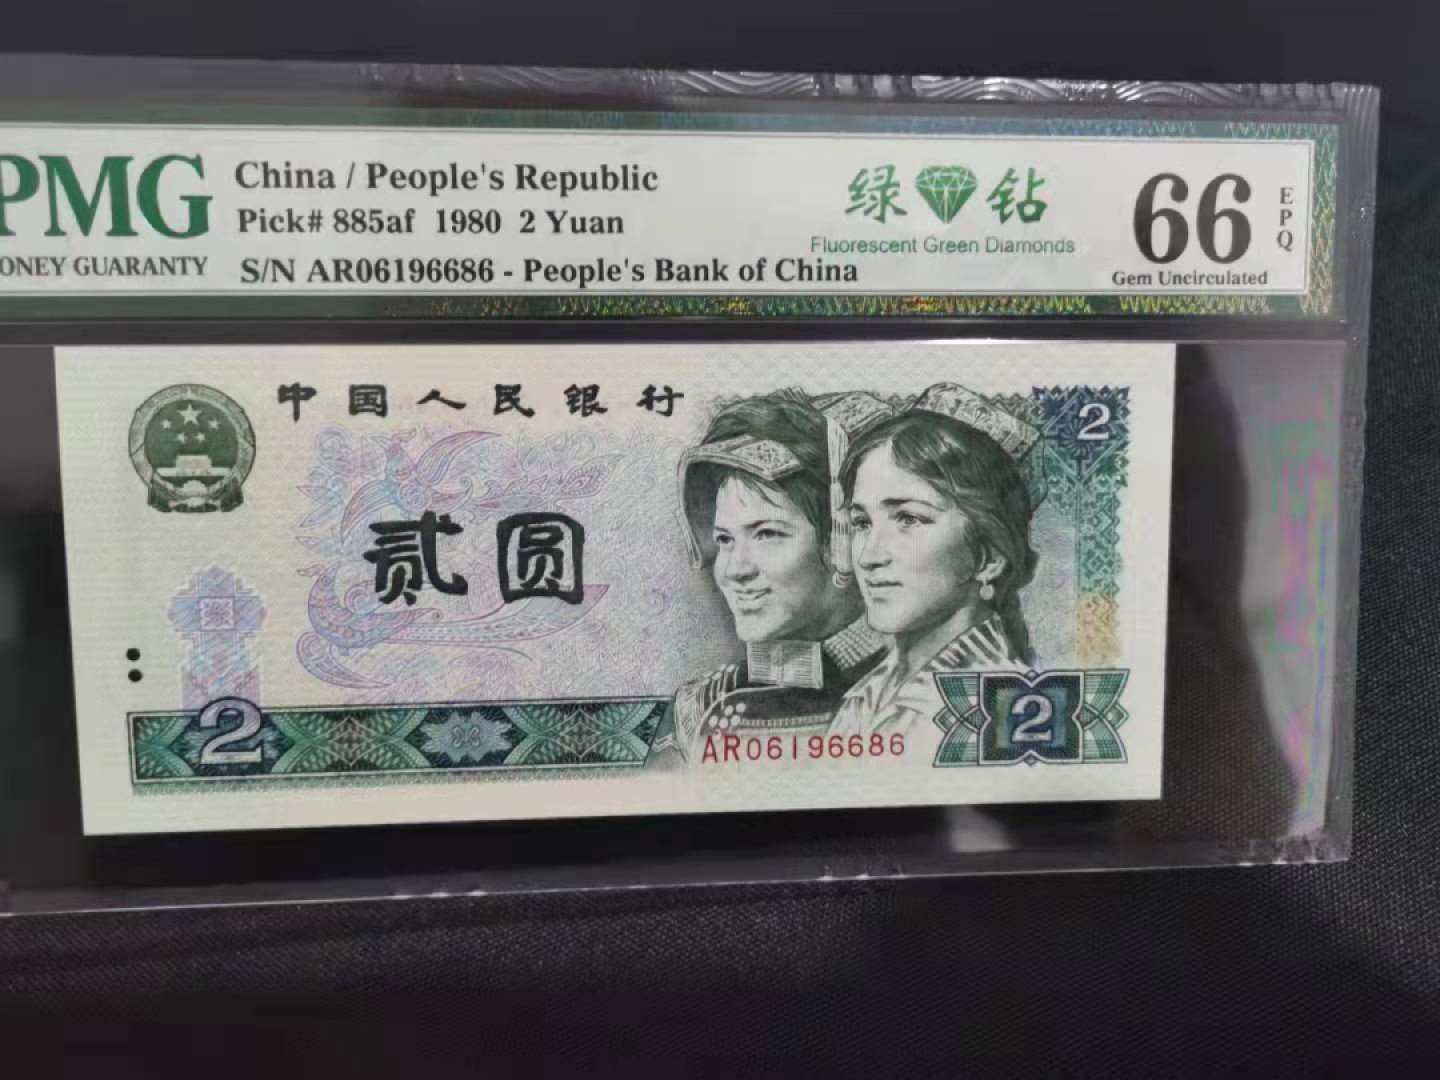 PMG
ONEY GUARANTY
China / People's Republic
Pick# 885af 1980 2 Yuan
S/N AR06196686 - People's Bank of China
绿钻
Fluorescent Green Diamonds
66
EPQ
Gem Uncirculated
中国人民银行
2
贰圆
2
AR06196686
2